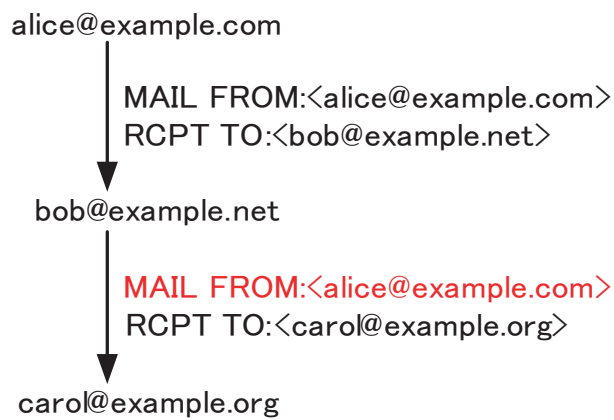 alice@example.com
MAIL FROM:<alice@example.com>
RCPT TO:<bob@example.net>
bob@example.net
MAIL FROM:<alice@example.com>
RCPT TO:<carol@example.org>
carol@example.org